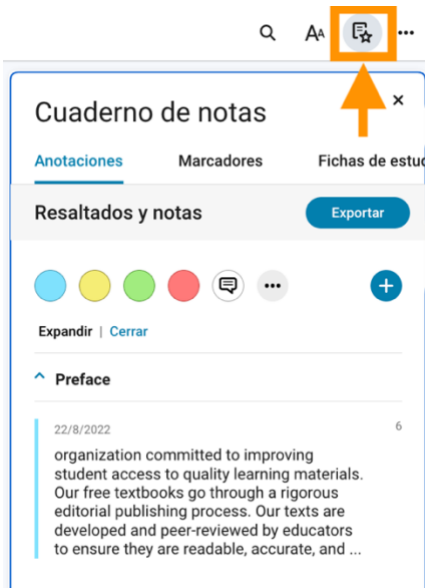 AA
Cuaderno de notas
Anotaciones Marcadores Fichas de estud
Resaltados y notas Exportar
Expandir | Cerrar
Preface
22/8/2022 6
organization committed to improving
student access to quality learning materials.
Our free textbooks go through a rigorous
editorial publishing process. Our texts are
developed and peer-reviewed by educators
to ensure they are readable, accurate, and ...